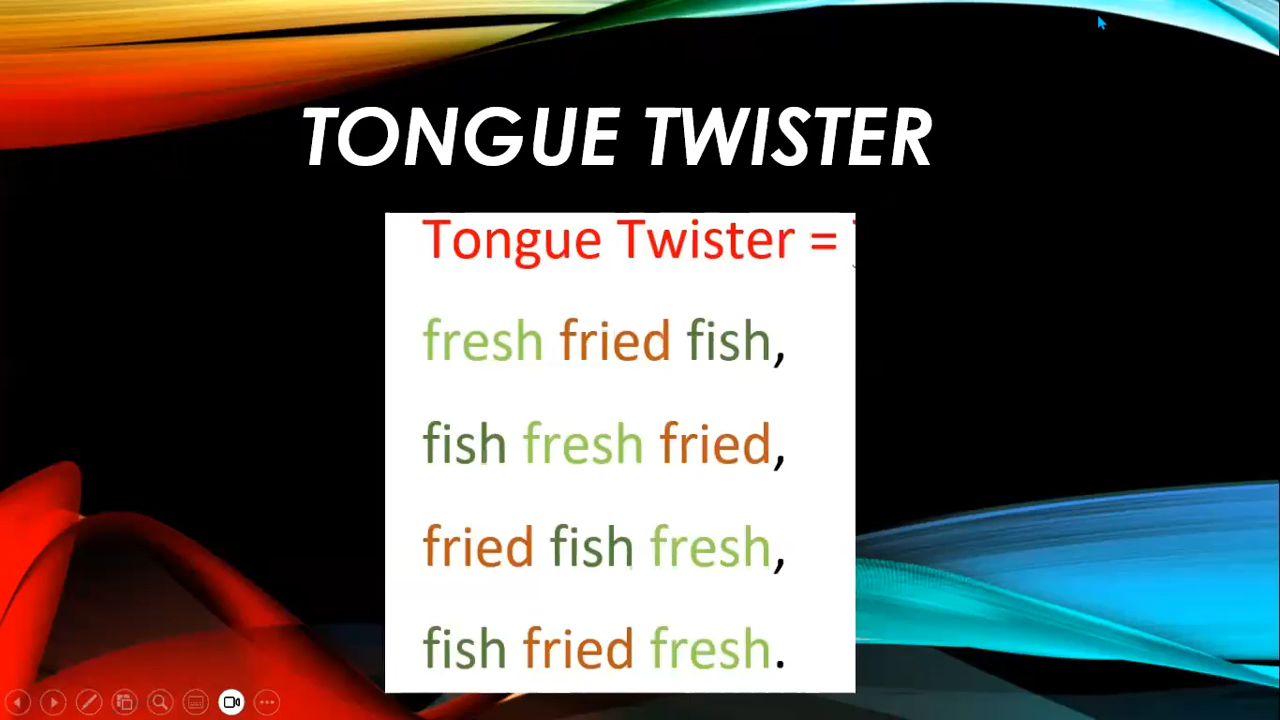 TONGUE TWISTER
Tongue Twister =
fresh fried fish,
fish fresh fried,
fried fish fresh,
fish fried fresh.